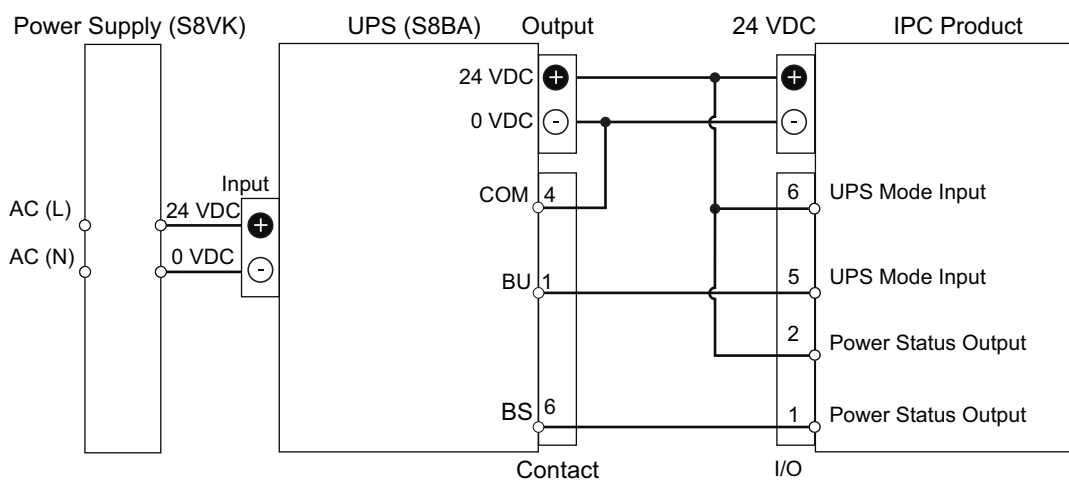 Power Supply (S8VK)
UPS (S8BA)
Output
24 VDC
IPC Product
24 VDC
+
+
0 VDC
-
-
Input
COM
4
6
UPS Mode Input
AC (L)
24 VDC
+
AC (N)
0 VDC
-
BU
1
5
UPS Mode Input
2
Power Status Output
BS
6
1
Power Status Output
Contact
I/O